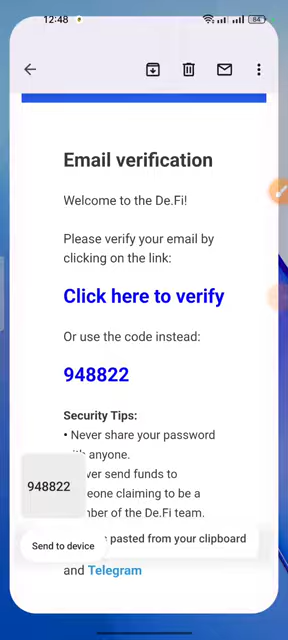 12:48
84
Email verification
Welcome to the De.Fi!
Please verify your email by
clicking on the link:
Click here to verify
Or use the code instead:
948822
Security Tips:
• Never share your password
with anyone.
948822
send funds to
claiming to be a
of the De.Fi team.
Send to device
pasted from your clipboard
and Telegram